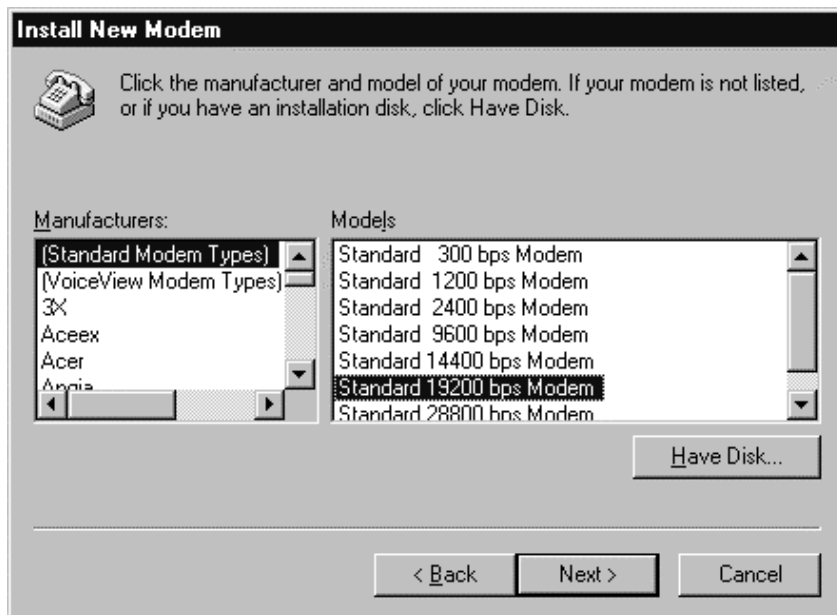 Install New Modem
Click the manufacturer and model of your modem. If your modem is not listed,
or if you have an installation disk, click Have Disk.
Manufacturers:
(Standard Modem Types)
(VoiceView Modem Types)
3X
Aceex
Acer
Angia
Models
Standard 300 bps Modem
Standard 1200 bps Modem
Standard 2400 bps Modem
Standard 9600 bps Modem
Standard 14400 bps Modem
Standard 19200 bps Modem
Standard 28800 bps Modem
Have Disk...
< Back
Next >
Cancel